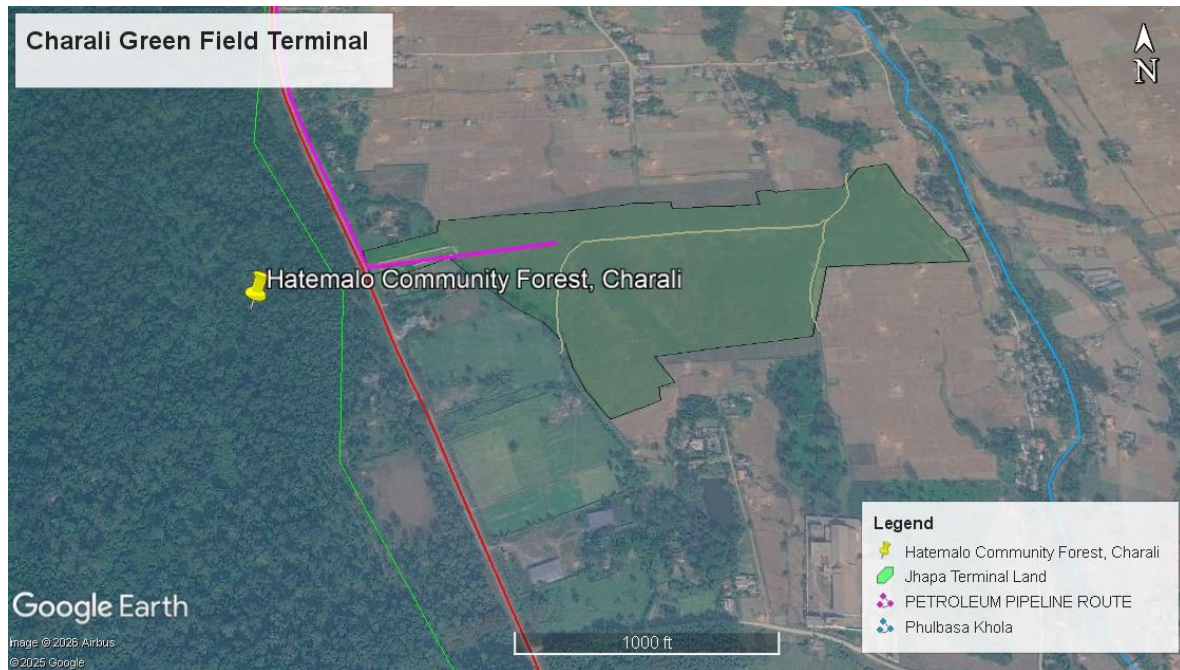 Charali Green Field Terminal
N
Hatemalo Community Forest, Charali
Legend
Hatemalo Community Forest, Charali
Jhapa Terminal Land
PETROLEUM PIPELINE ROUTE
Phulbasa Khola
Google Earth
Image © 2026 Airbus
© 2025 Google
1000 ft